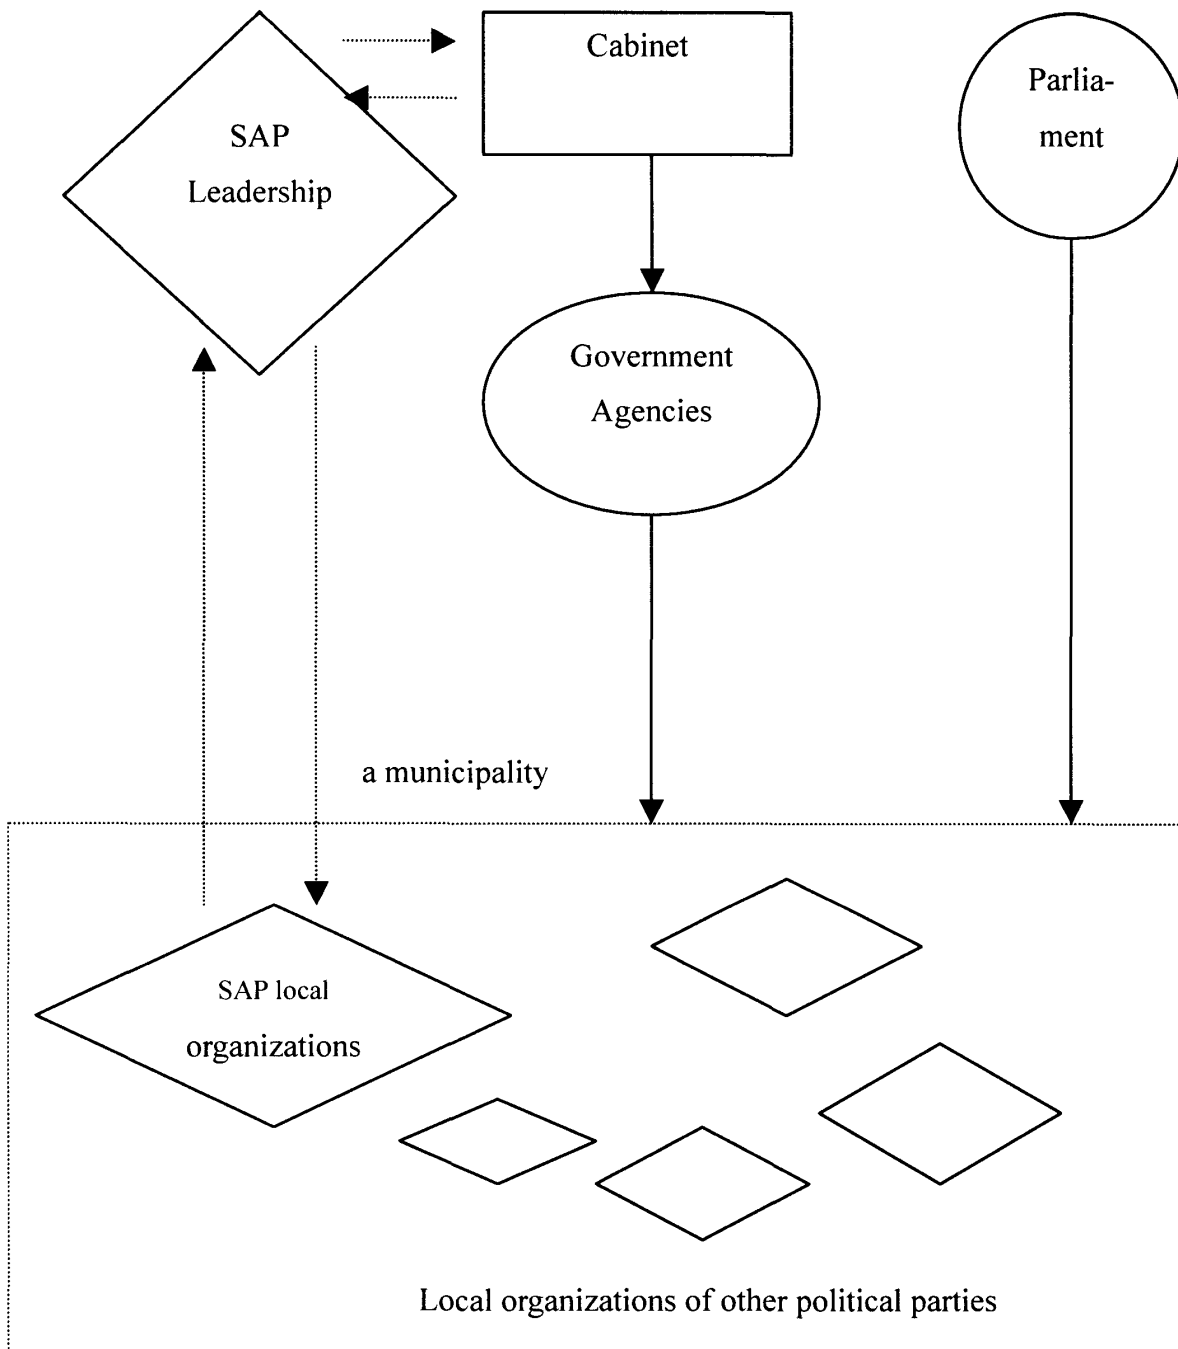 Cabinet
Parlia-
ment
SAP
Leadership
Government
Agencies
a municipality
SAP local
organizations
Local organizations of other political parties